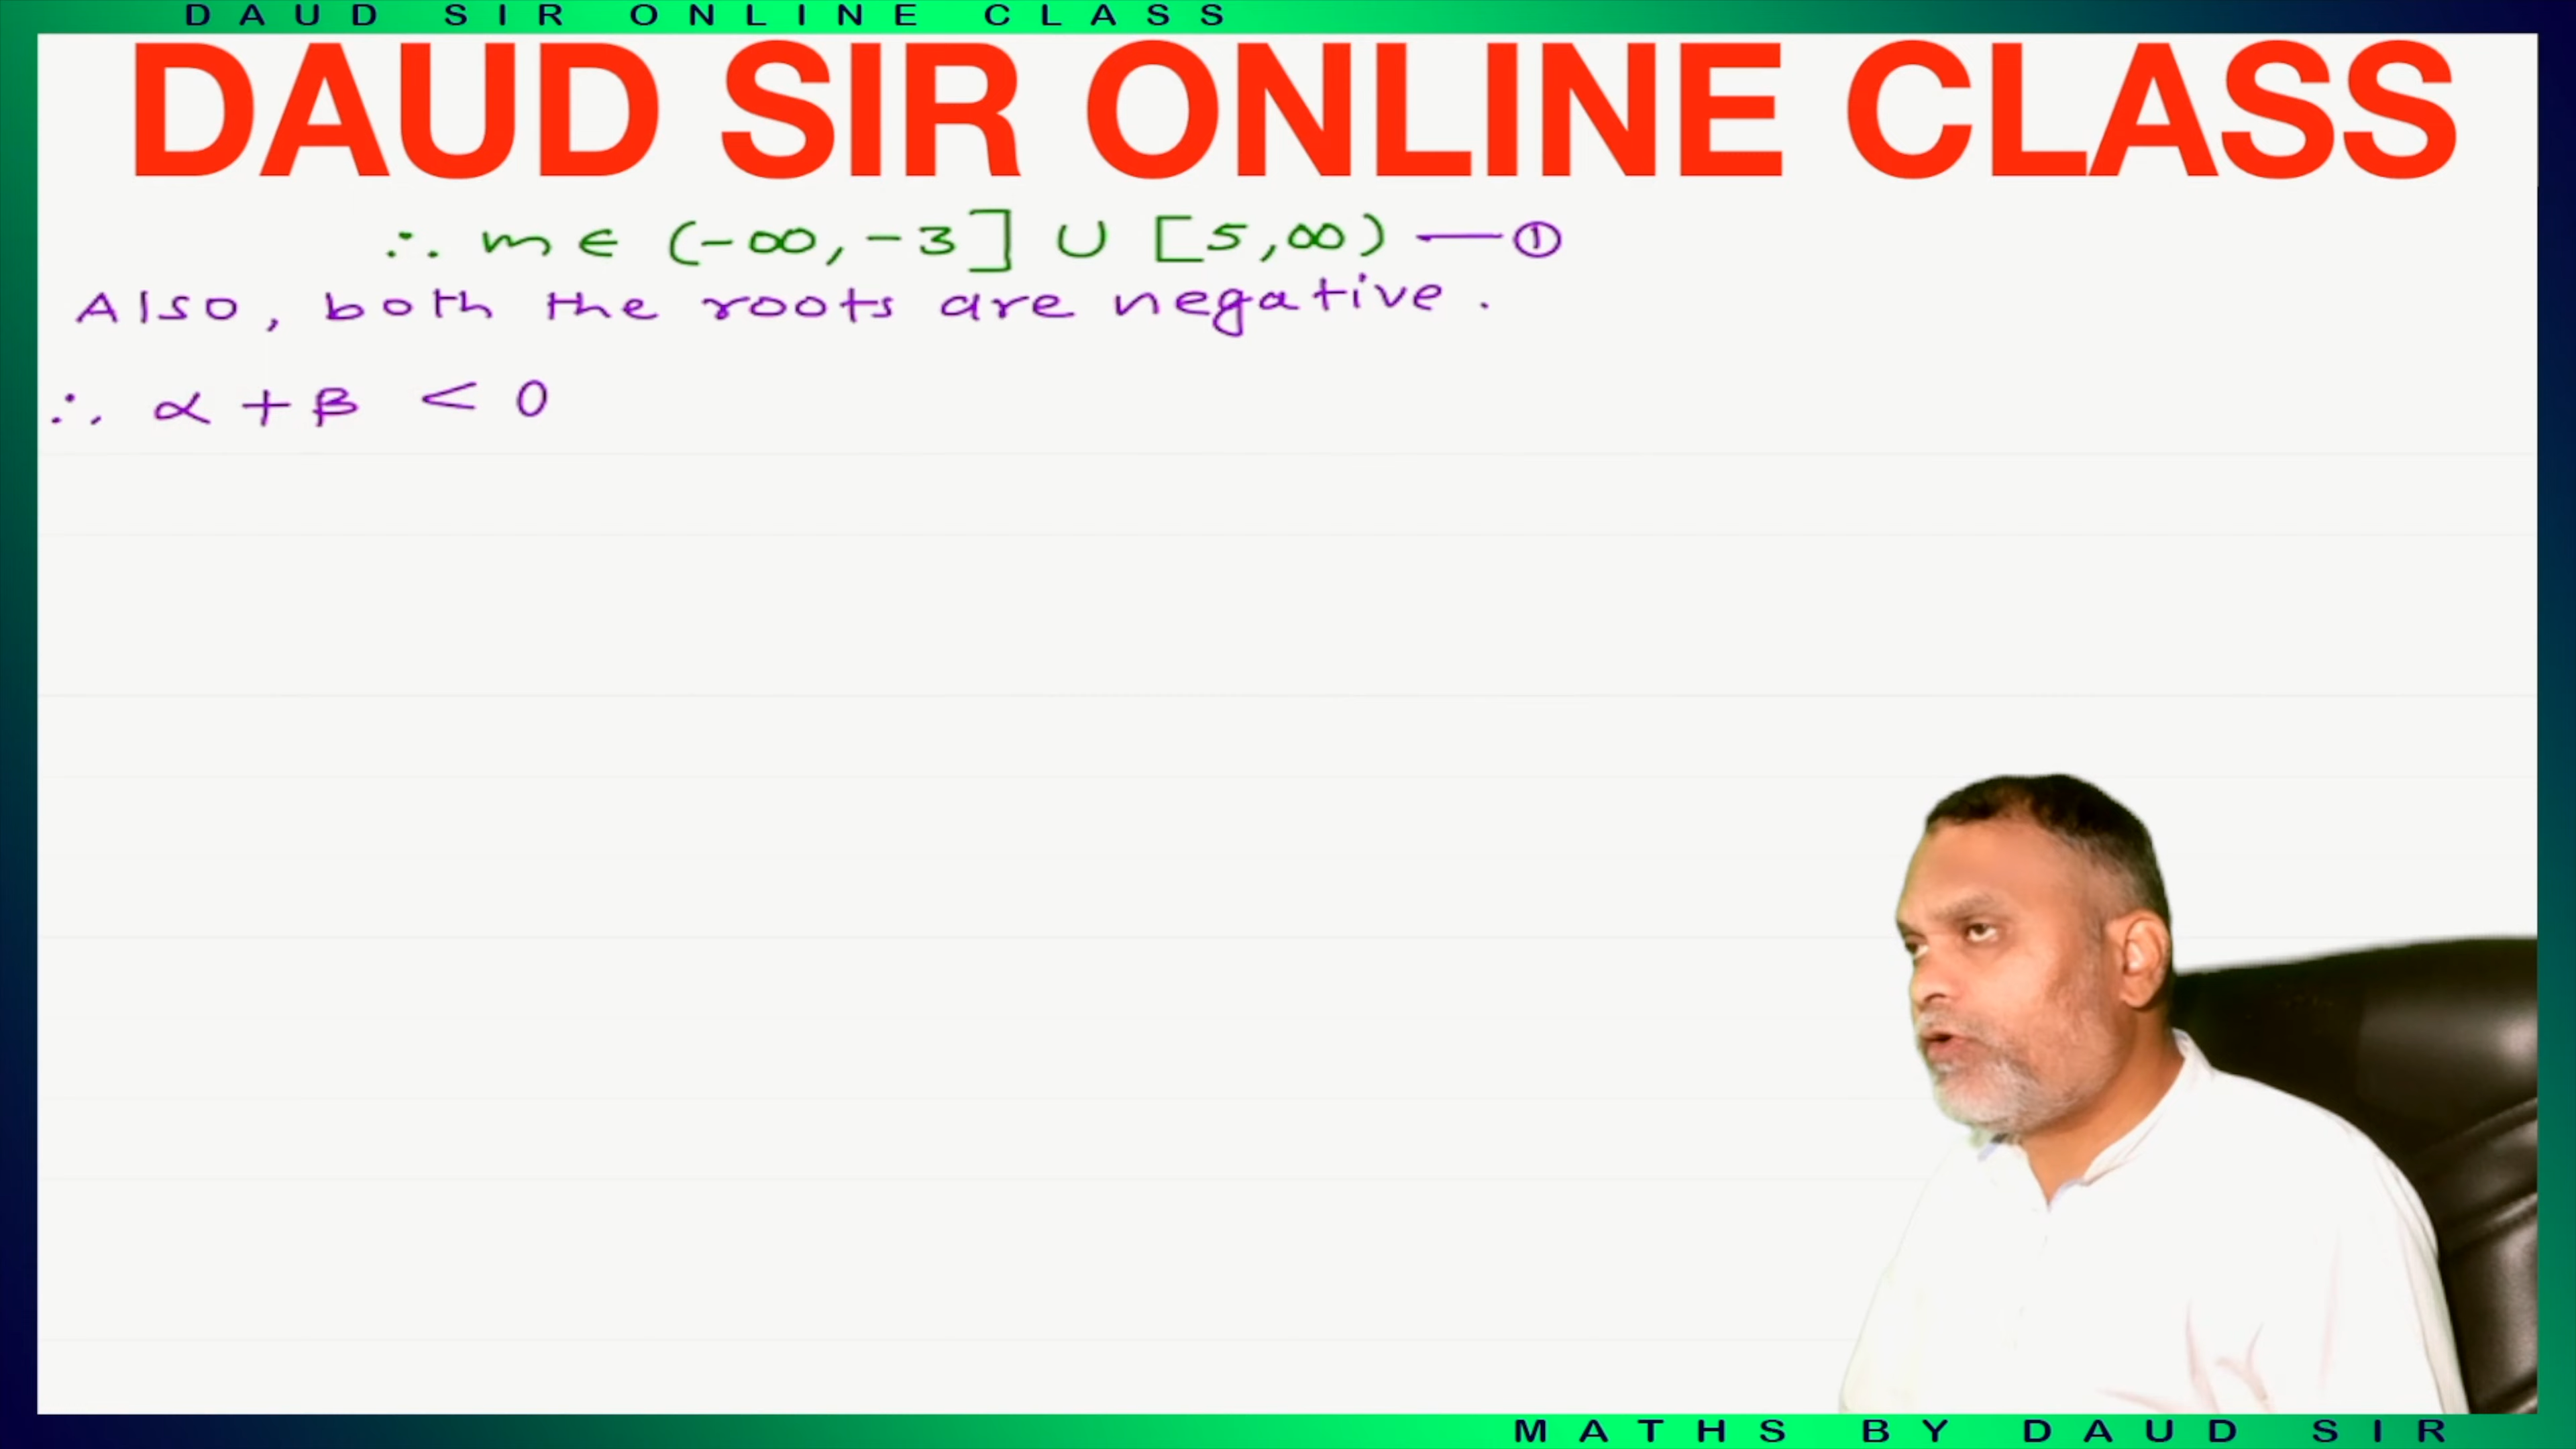 DAUD SIR ONLINE CLASS
DAUD SIR ONLINE CLASS
∴ m ∈ (-∞, -3] ∪ [5, ∞) — ①
Also, both the roots are negative.
∴ α + β < 0
MATHS BY DAUD SIR